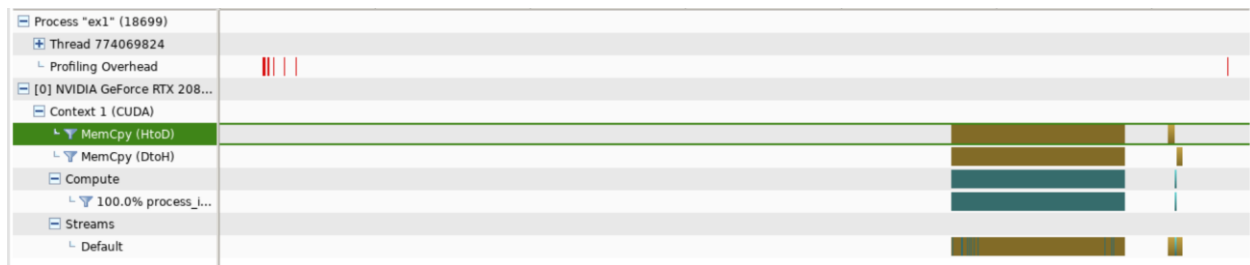 Process "ex1" (18699)
Thread 774069824
Profiling Overhead
[0] NVIDIA GeForce RTX 208...
Context 1 (CUDA)
MemCpy (HtoD)
MemCpy (DtoH)
Compute
100.0% process_i...
Streams
Default